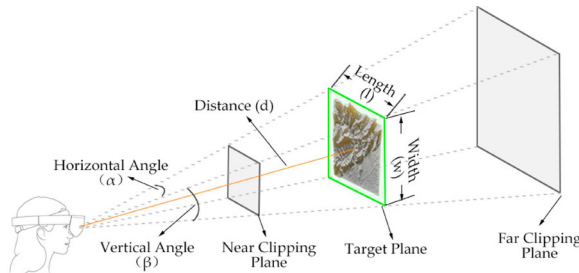 Length
(l)
Distance (d)
Width
(w)
Horizontal Angle
(α)
Vertical Angle
(β)
Near Clipping
Plane
Target Plane
Far Clipping
Plane